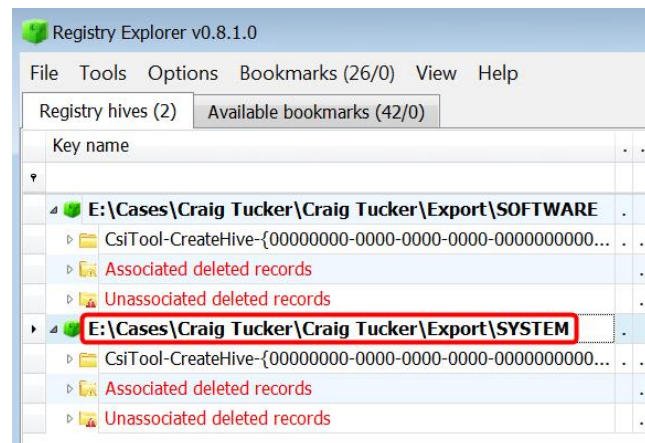 Registry Explorer v0.8.1.0
File Tools Options Bookmarks (26/0) View Help
Registry hives (2) Available bookmarks (42/0)
Key name . .
E:\Cases\Craig Tucker\Craig Tucker\Export\SOFTWARE .
CsiTool-CreateHive-{00000000-0000-0000-0000-0000000000... . .
Associated deleted records .
Unassociated deleted records .
E:\Cases\Craig Tucker\Craig Tucker\Export\SYSTEM .
CsiTool-CreateHive-{00000000-0000-0000-0000-0000000000... . .
Associated deleted records .
Unassociated deleted records .